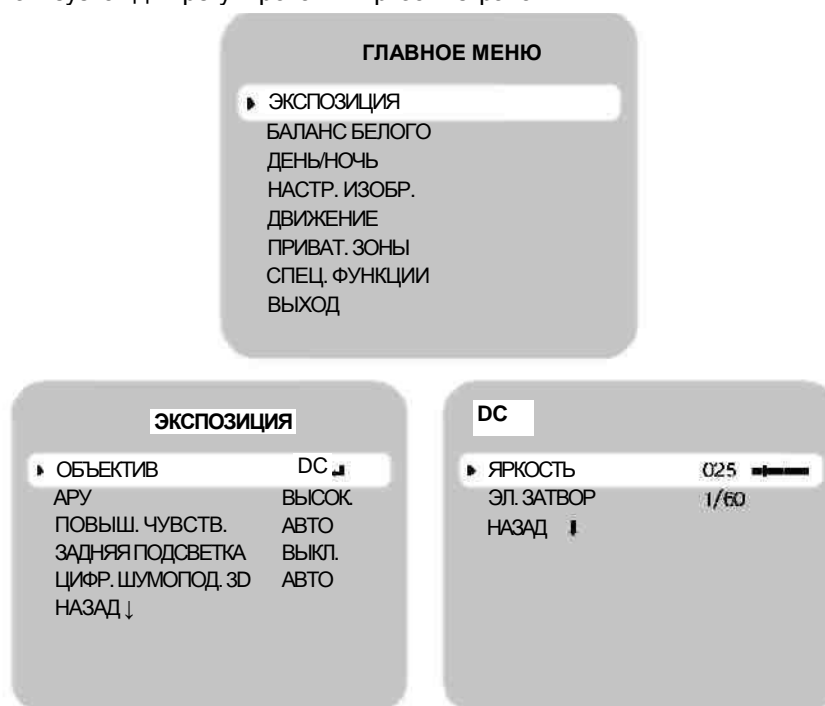 ГЛАВНОЕ МЕНЮ
ЭКСПОЗИЦИЯ
БАЛАНС БЕЛОГО
ДЕНЬ/НОЧЬ
НАСТР. ИЗОБР.
ДВИЖЕНИЕ
ПРИВАТ. ЗОНЫ
СПЕЦ. ФУНКЦИИ
ВЫХОД
ЭКСПОЗИЦИЯ
ОБЪЕКТИВ DC
АРУ ВЫСОК.
ПОВЫШ. ЧУВСТВ. АВТО
ЗАДНЯЯ ПОДСВЕТКА ВЫКЛ.
ЦИФР. ШУМОПОД. 3D АВТО
НАЗАД ↓
DC
ЯРКОСТЬ 025
ЭЛ. ЗАТВОР 1/60
НАЗАД ⬇